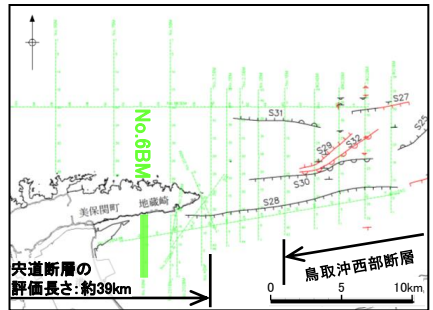 S27
S31
S25
No.6BM
S29
S32
S30
美保関町
地蔵崎
S28
宍道断層の
評価長さ:約39km
鳥取沖西部断層
0 5 10km